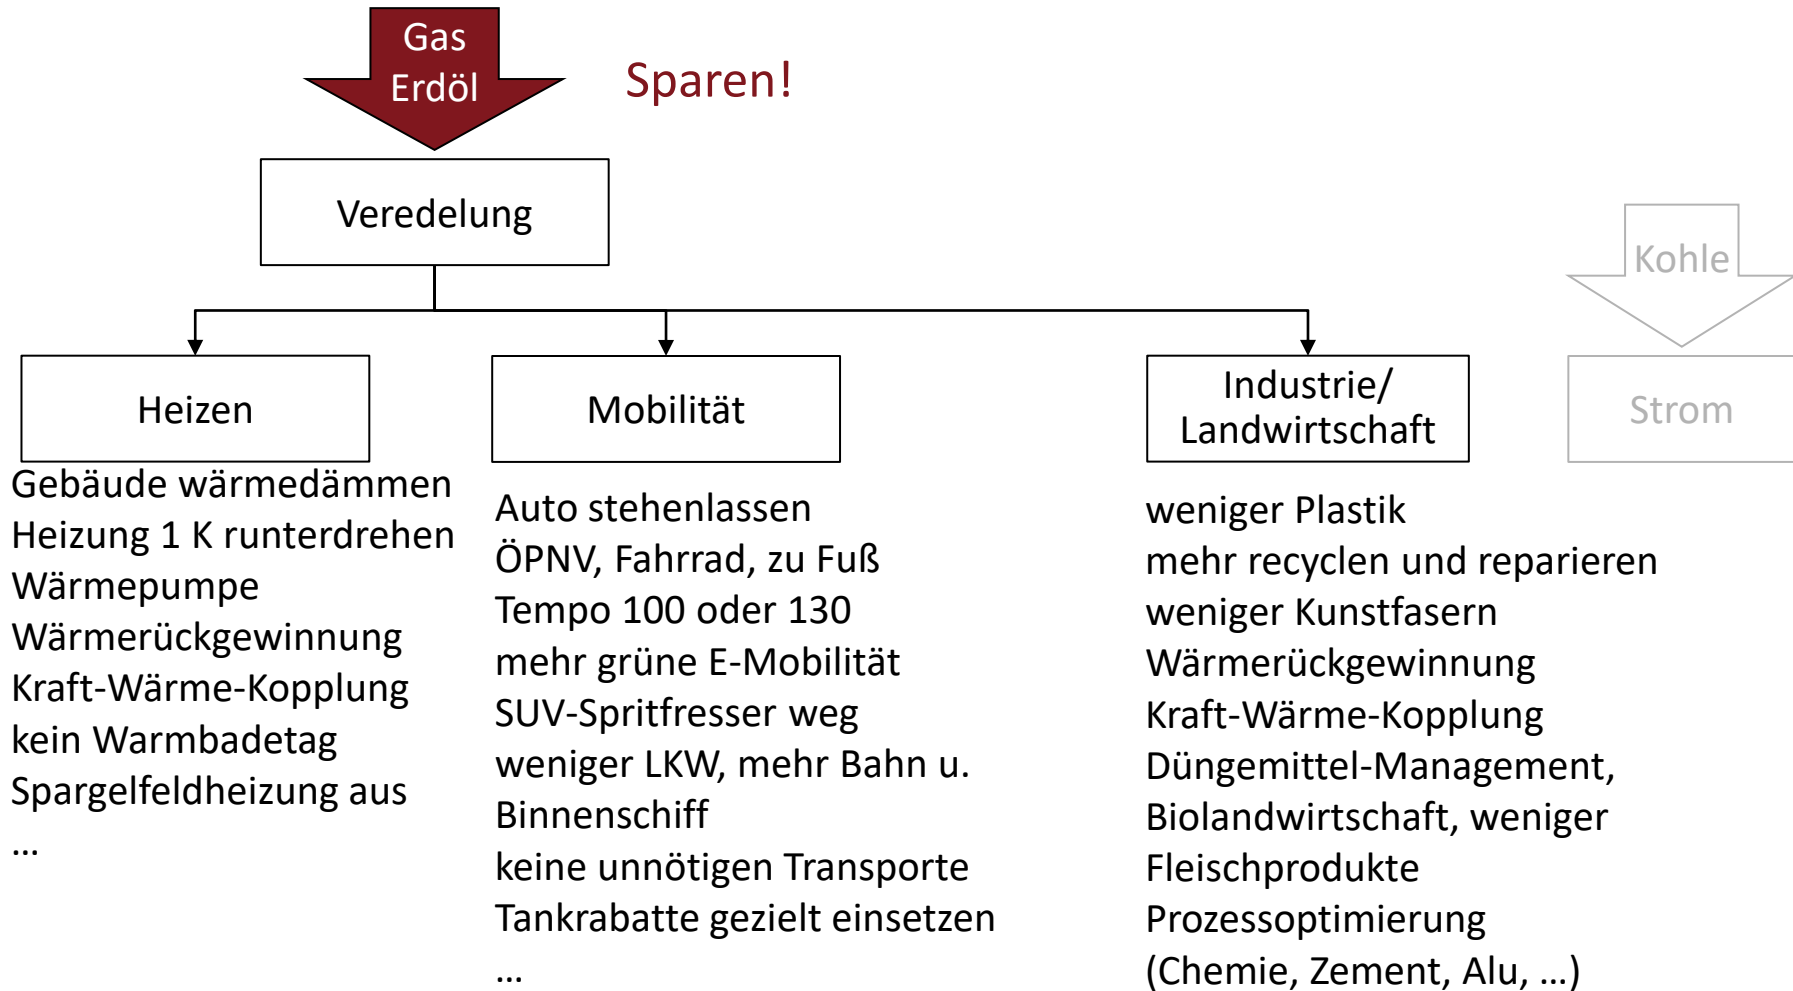 Gas
Erdöl
Sparen!
Veredelung
Kohle
Heizen
Mobilität
Industrie/
Landwirtschaft
Strom
Gebäude wärmedämmen
Heizung 1 K runterdrehen
Wärmepumpe
Wärmerückgewinnung
Kraft-Wärme-Kopplung
kein Warmbadetag
Spargelfeldheizung aus
…
Auto stehenlassen
ÖPNV, Fahrrad, zu Fuß
Tempo 100 oder 130
mehr grüne E-Mobilität
SUV-Spritfresser weg
weniger LKW, mehr Bahn u.
Binnenschiff
keine unnötigen Transporte
Tankrabatte gezielt einsetzen
…
weniger Plastik
mehr recyclen und reparieren
weniger Kunstfasern
Wärmerückgewinnung
Kraft-Wärme-Kopplung
Düngemittel-Management,
Biolandwirtschaft, weniger
Fleischprodukte
Prozessoptimierung
(Chemie, Zement, Alu, …)